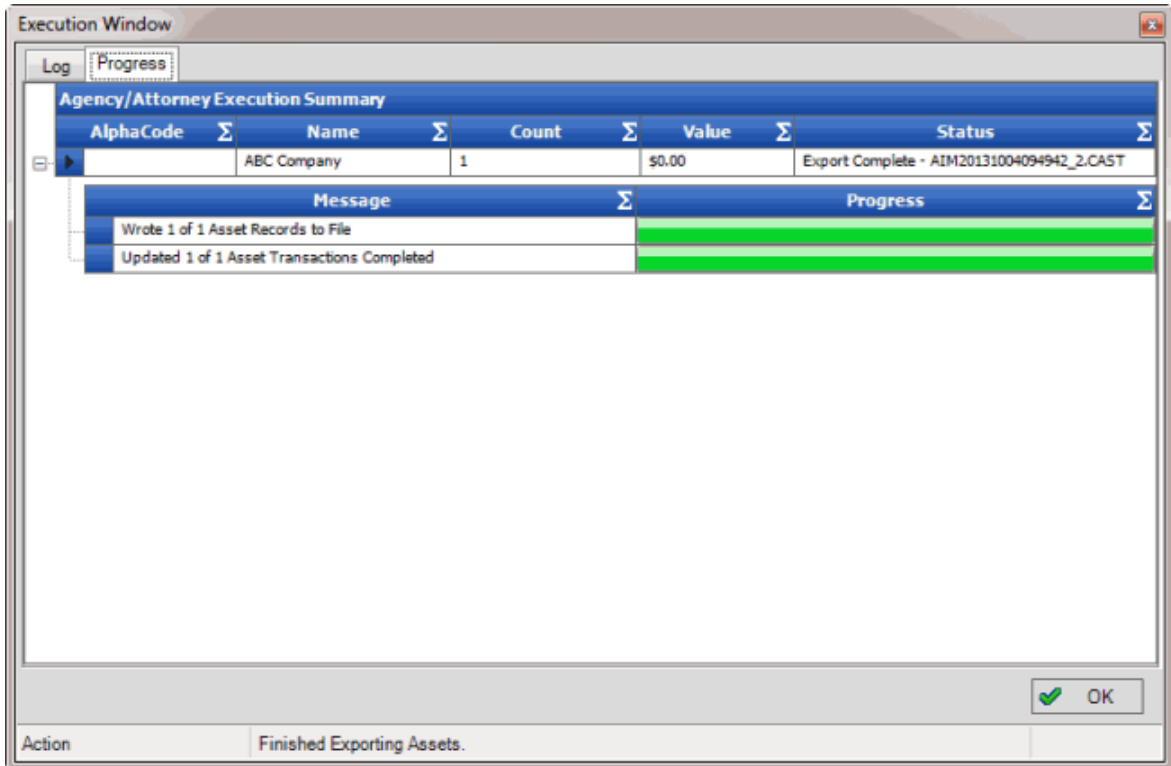 Execution Window
Log Progress
Agency/Attorney Execution Summary
AlphaCode Σ Name Σ Count Σ Value Σ Status Σ
ABC Company 1 $0.00 Export Complete - AIM20131004094942_2.CAST
Message Σ Progress Σ
Wrote 1 of 1 Asset Records to File
Updated 1 of 1 Asset Transactions Completed
OK
Action Finished Exporting Assets.